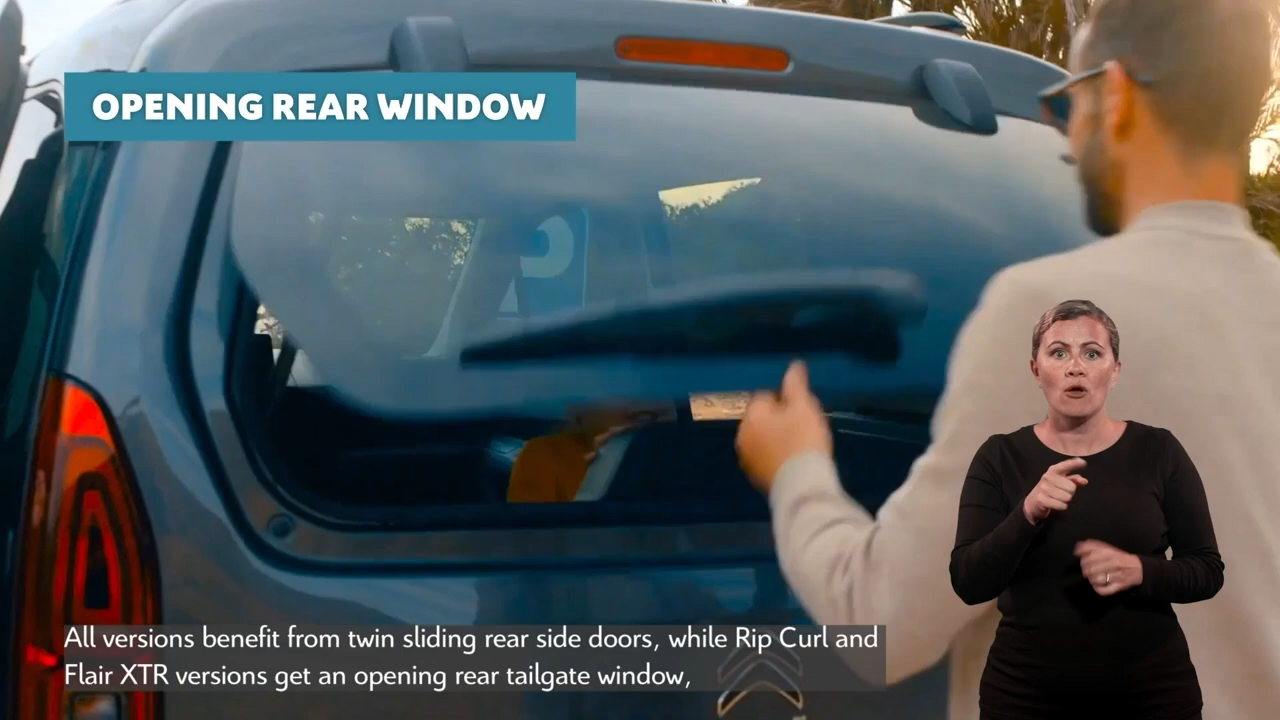 OPENING REAR WINDOW
All versions benefit from twin sliding rear side doors, while Rip Curl and
Flair XTR versions get an opening rear tailgate window,